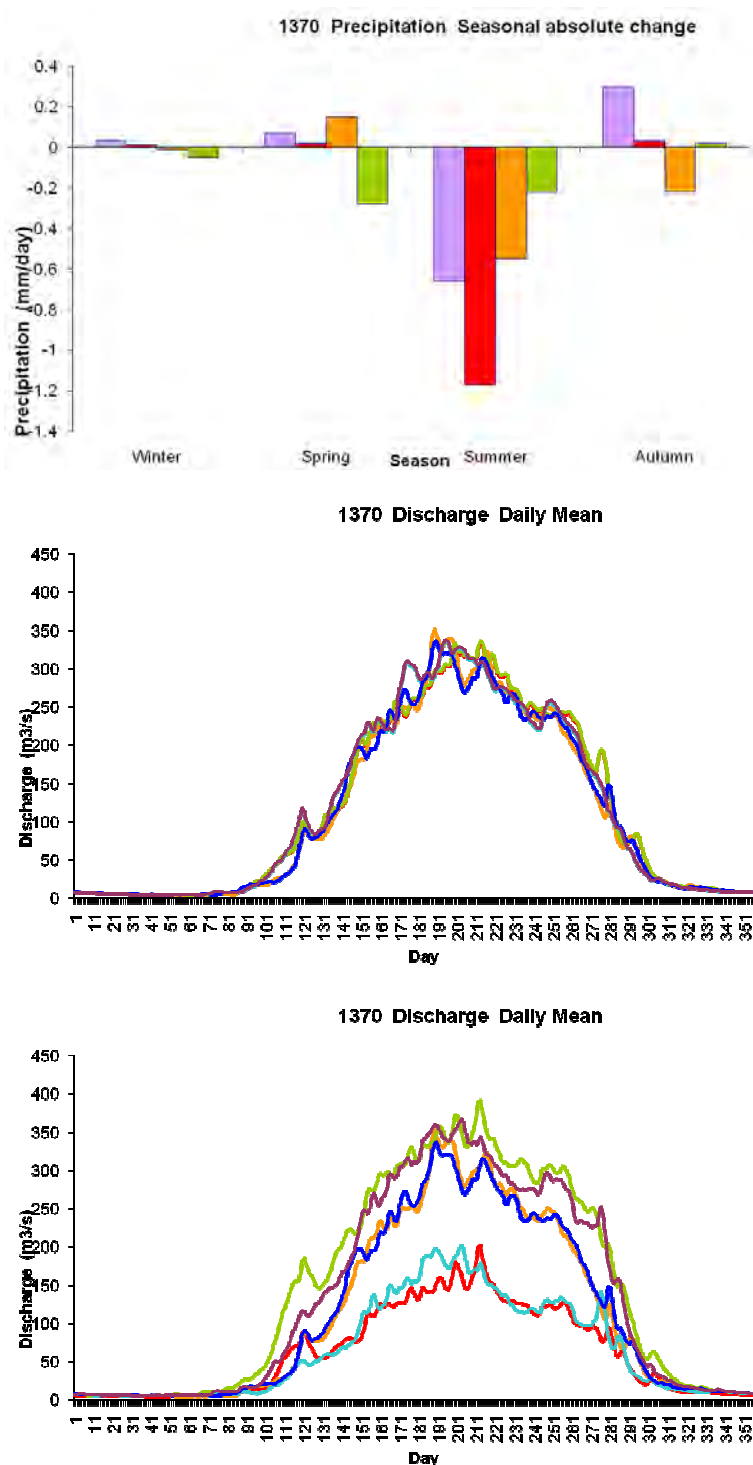 1370 Precipitation Seasonal absolute change
Precipitation (mm/day)
0.4
0.2
0
-0.2
-0.4
-0.6
-0.8
-1
-1.2
-1.4
Winter Spring Summer Autumn
Season
1370 Discharge Daily Mean
Discharge (m3/s)
450
400
350
300
250
200
150
100
50
0
1 11 21 31 41 51 61 71 81 91 101 111 121 131 141 151 161 171 181 191 201 211 221 231 241 251 261 271 281 291 301 311 321 331 341 351
Day
1370 Discharge Daily Mean
Discharge (m3/s)
450
400
350
300
250
200
150
100
50
0
1 11 21 31 41 51 61 71 81 91 101 111 121 131 141 151 161 171 181 191 201 211 221 231 241 251 261 271 281 291 301 311 321 331 341 351
Day